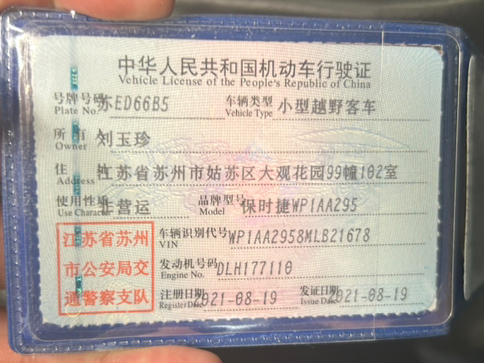 中华人民共和国机动车行驶证
Vehicle License of the People's Republic of China
号牌号码 苏ED66B5 车辆类型 小型越野客车
Plate No. Vehicle Type
所有人 刘玉珍
Owner
住址 江苏省苏州市姑苏区大观花园99幢102室
Address
使用性质 非营运 品牌型号 保时捷WP1AA295
Use Character Model
江苏省苏州 车辆识别代号 WP1AA2958MLB21678
VIN
市公安局交 发动机号码 DLH177110
Engine No.
通警察支队 注册日期 2021-08-19 发证日期 2021-08-19
Register Date Issue Date